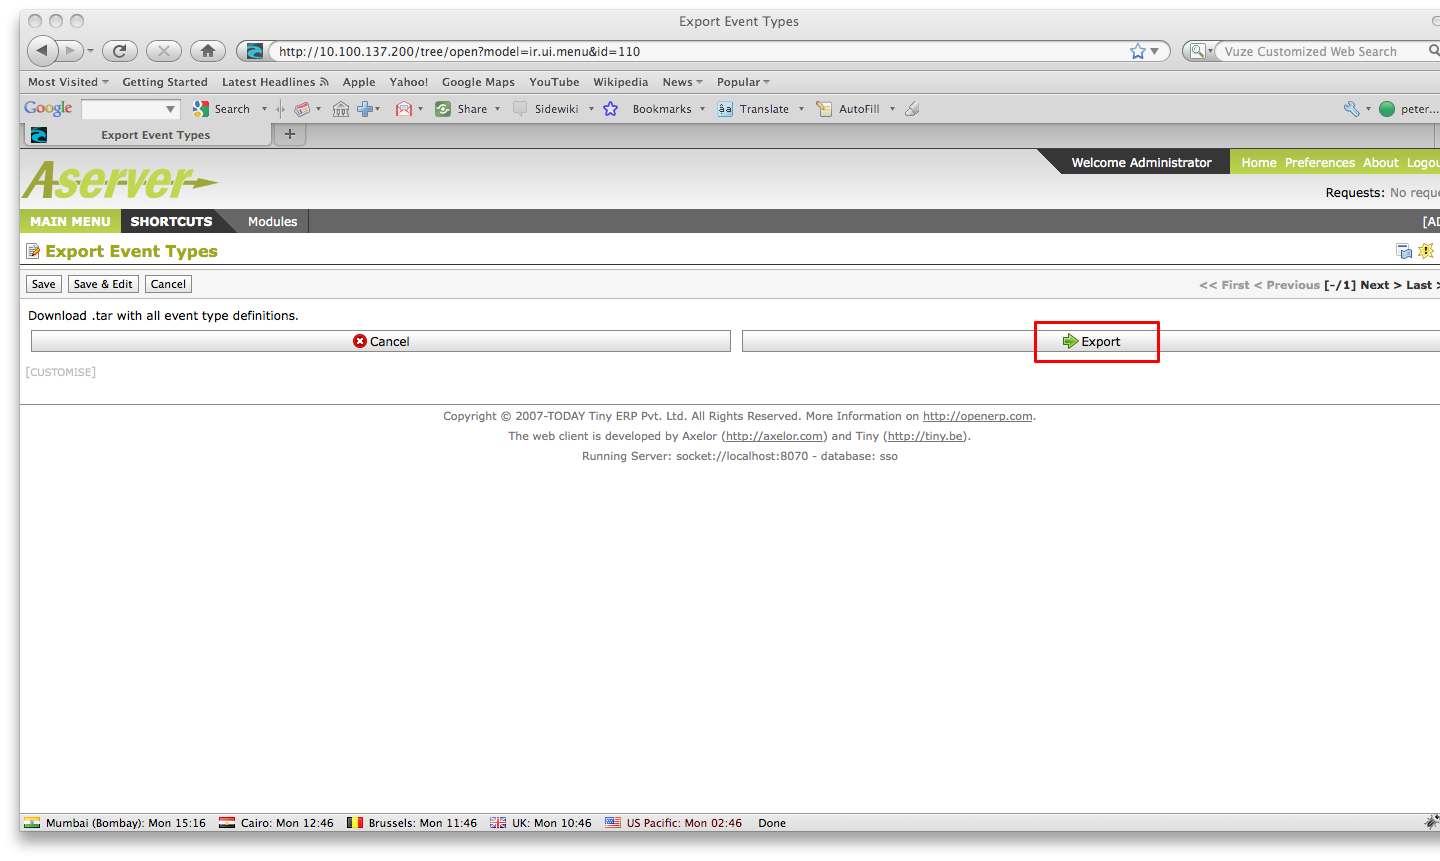 Export Event Types
http://10.100.137.200/tree/open?model=ir.ui.menu&id=110
Vuze Customized Web Search
Most Visited Getting Started Latest Headlines Apple Yahoo! Google Maps YouTube Wikipedia News Popular
Google Search Share Sidewiki Bookmarks Translate AutoFill peter...
Export Event Types
Aserver
Welcome Administrator Home Preferences About Logou
Requests: No reque
MAIN MENU SHORTCUTS Modules [AD
Export Event Types
Save Save & Edit Cancel << First < Previous [-/1] Next > Last >
Download .tar with all event type definitions.
Cancel Export
[CUSTOMISE]
Copyright © 2007-TODAY Tiny ERP Pvt. Ltd. All Rights Reserved. More Information on http://openerp.com.
The web client is developed by Axelor (http://axelor.com) and Tiny (http://tiny.be).
Running Server: socket://localhost:8070 - database: sso
Mumbai (Bombay): Mon 15:16 Cairo: Mon 12:46 Brussels: Mon 11:46 UK: Mon 10:46 US Pacific: Mon 02:46 Done